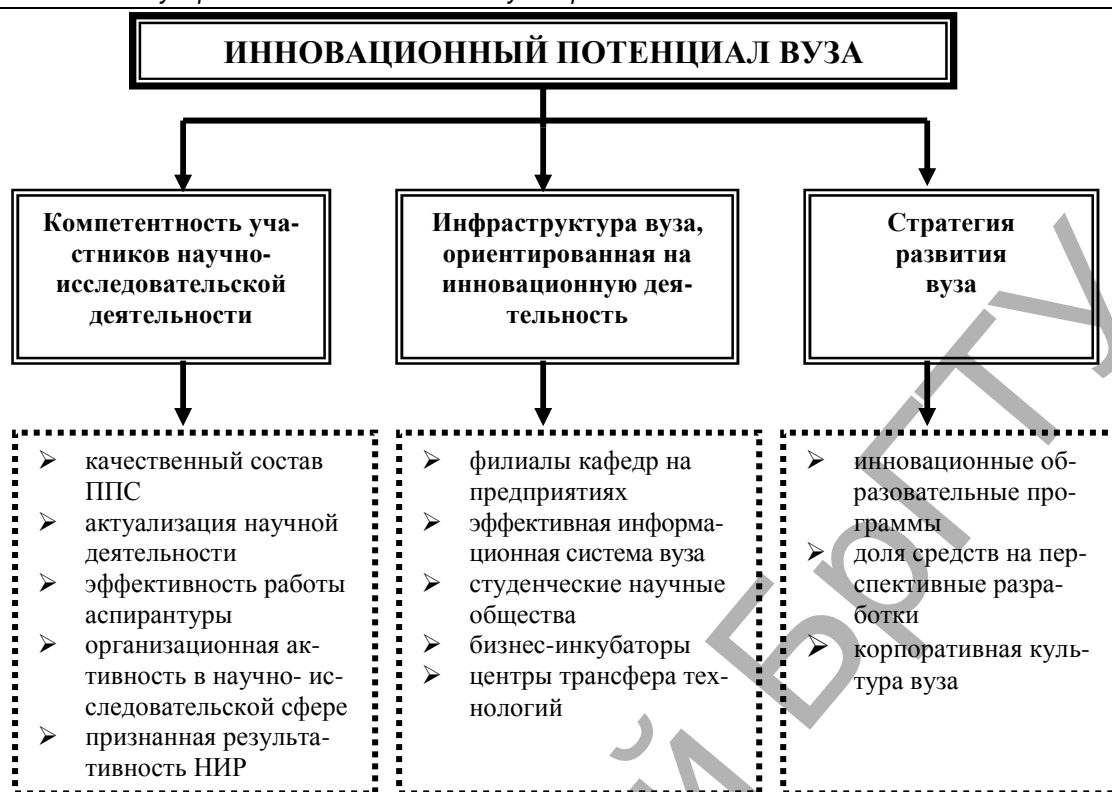 ИННОВАЦИОННЫЙ ПОТЕНЦИАЛ ВУЗА
Компетентность уча-
стников научно-
исследовательской
деятельности
Инфраструктура вуза,
ориентированная на
инновационную дея-
тельность
Стратегия
развития
вуза
➢ качественный состав
ППС
➢ актуализация научной
деятельности
➢ эффективность работы
аспирантуры
➢ организационная ак-
тивность в научно- ис-
следовательской сфере
➢ признанная результа-
тивность НИР
➢ филиалы кафедр на
предприятиях
➢ эффективная информа-
ционная система вуза
➢ студенческие научные
общества
➢ бизнес-инкубаторы
➢ центры трансфера тех-
нологий
➢ инновационные об-
разовательные про-
граммы
➢ доля средств на пер-
спективные разра-
ботки
➢ корпоративная куль-
тура вуза
й БрГТУ